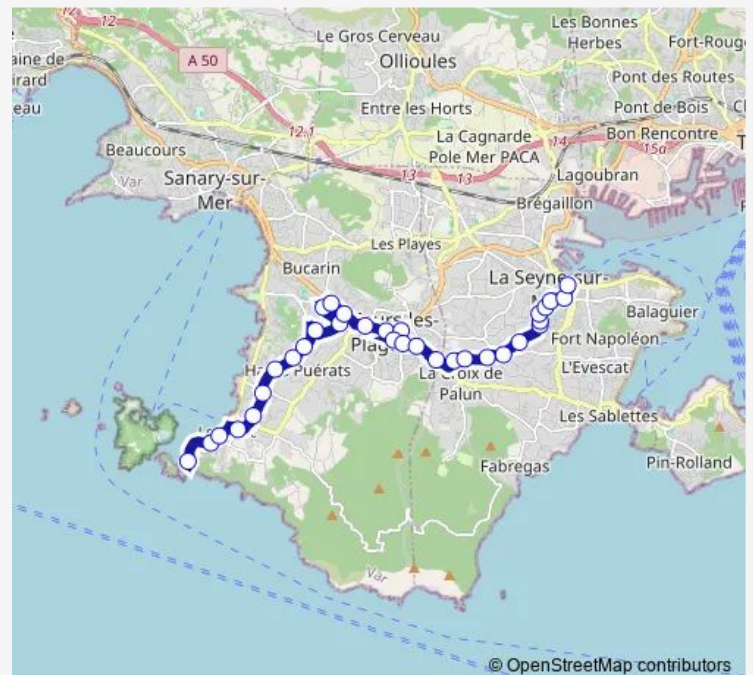 12
12
Le Gros Cerveau
Les Bonnes
Herbes
Fort-Roug
aine de
A 50
Ollioules
irard
Pont des Routes
eau
Entre les Horts
Pont de Bois
12.1
La Cagnarde
14
Bon Rencontre
Beaucours
Pole Mer PACA
15a
Var
Sanary-sur-
Mer
13
13
Lagoubran
Brégaillon
Les Playes
Bucarin
La Seyne-sur-
Balaguier
Fort Napoléon
L'Evescat
La Croix de
Palun
Les Sablettes
Fabregas
Pin-Rolland
Var
© OpenStreetMap contributors